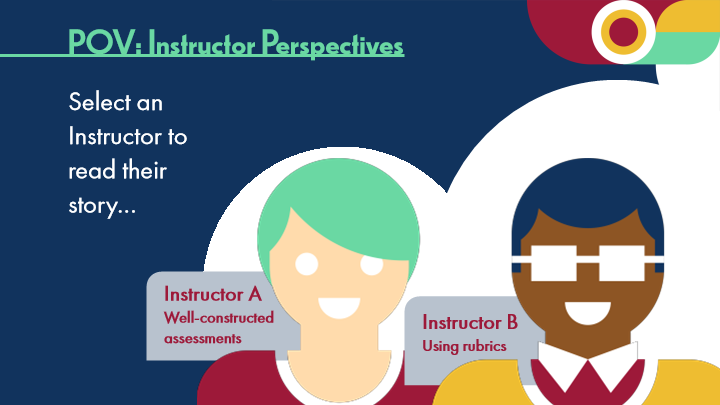 POV: Instructor Perspectives
Select an
Instructor to
read their
story...
Instructor A
Well-constructed
assessments
Instructor B
Using rubrics